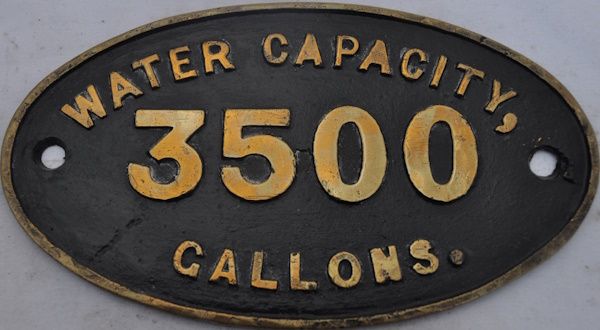 WATER CAPACITY,
3500
GALLONS.